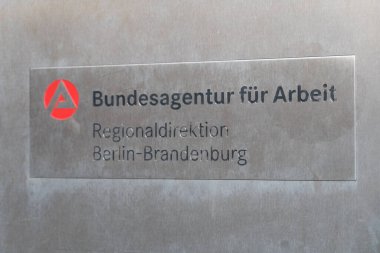 Bundesagentur für Arbeit
Regionaldirektion
Berlin-Brandenburg